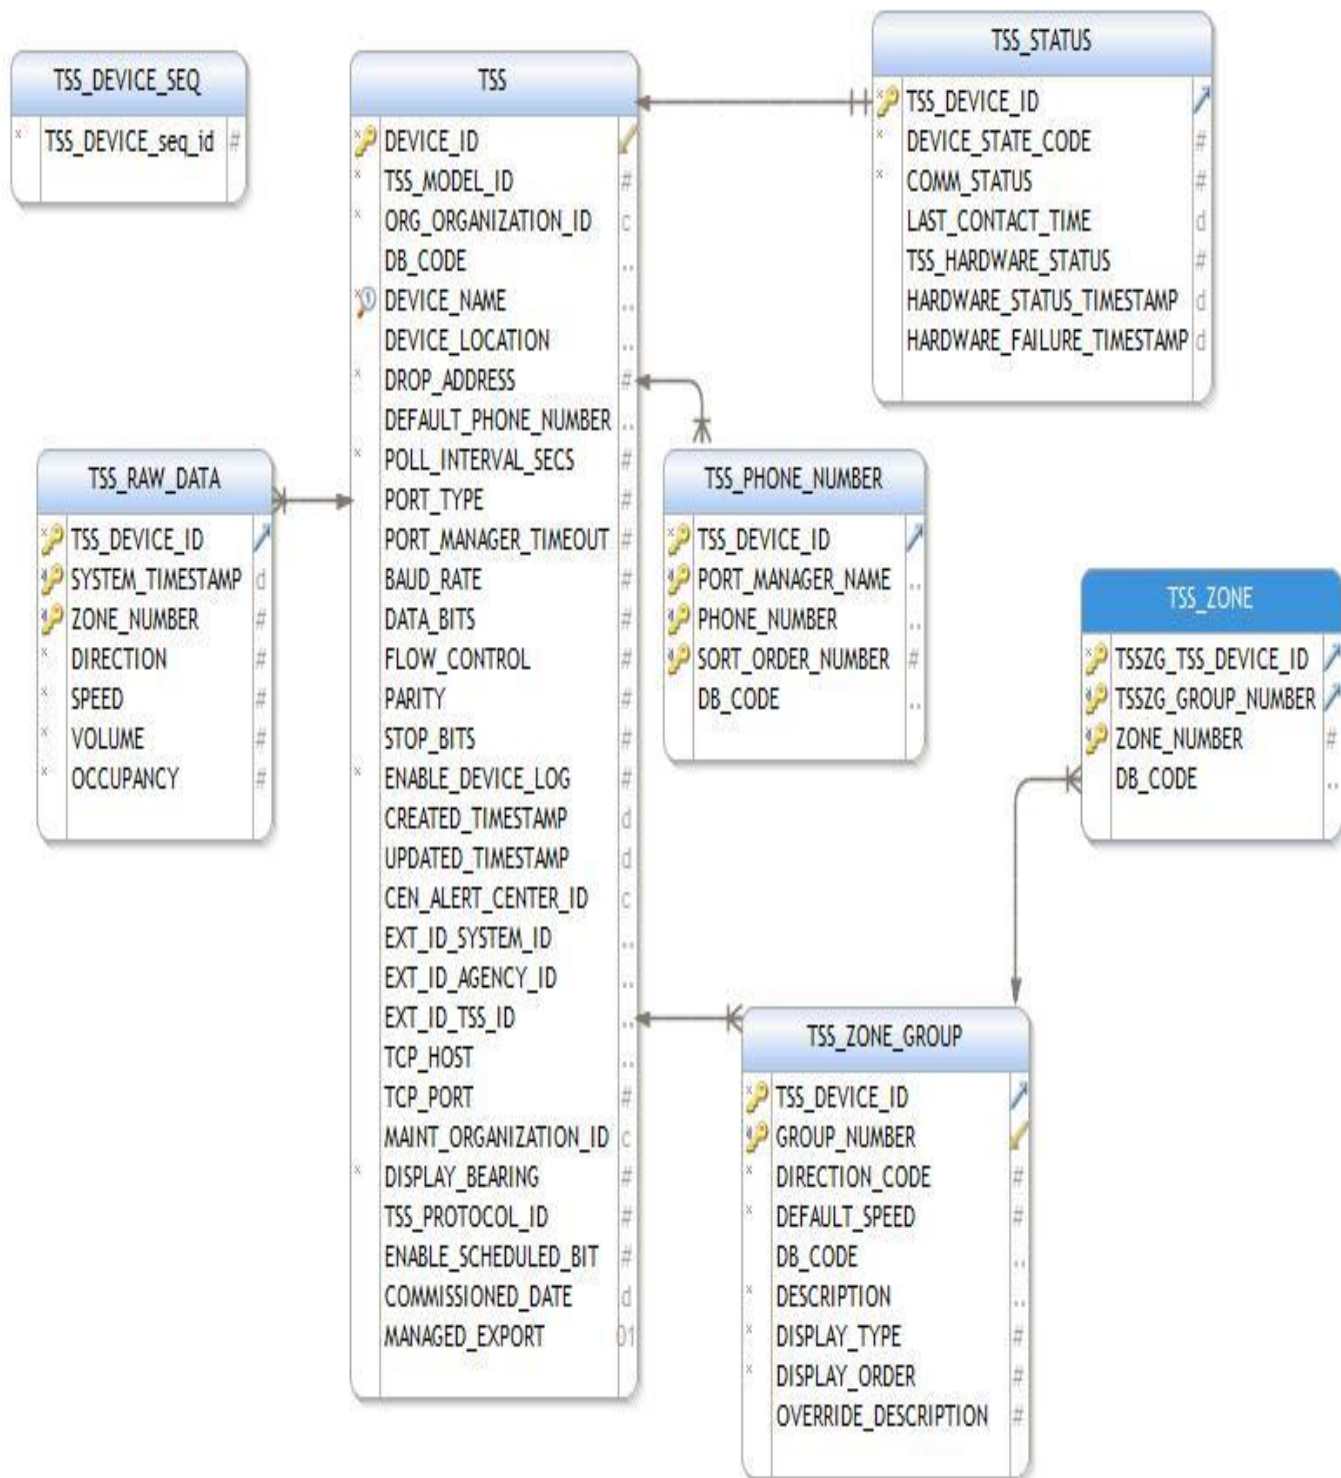 TSS_DEVICE_SEQ
TSS_DEVICE_seq_id #
TSS
DEVICE_ID
TSS_MODEL_ID #
ORG_ORGANIZATION_ID c
DB_CODE ..
DEVICE_NAME ..
DEVICE_LOCATION ..
DROP_ADDRESS #
DEFAULT_PHONE_NUMBER ..
POLL_INTERVAL_SECS #
PORT_TYPE #
PORT_MANAGER_TIMEOUT #
BAUD_RATE #
DATA_BITS #
FLOW_CONTROL #
PARITY #
STOP_BITS #
ENABLE_DEVICE_LOG #
CREATED_TIMESTAMP d
UPDATED_TIMESTAMP d
CEN_ALERT_CENTER_ID c
EXT_ID_SYSTEM_ID ..
EXT_ID_AGENCY_ID ..
EXT_ID_TSS_ID ..
TCP_HOST ..
TCP_PORT #
MAINT_ORGANIZATION_ID c
DISPLAY_BEARING #
TSS_PROTOCOL_ID #
ENABLE_SCHEDULED_BIT #
COMMISSIONED_DATE d
MANAGED_EXPORT 01
TSS_STATUS
TSS_DEVICE_ID
DEVICE_STATE_CODE #
COMM_STATUS #
LAST_CONTACT_TIME d
TSS_HARDWARE_STATUS #
HARDWARE_STATUS_TIMESTAMP d
HARDWARE_FAILURE_TIMESTAMP d
TSS_RAW_DATA
TSS_DEVICE_ID
SYSTEM_TIMESTAMP d
ZONE_NUMBER #
DIRECTION #
SPEED #
VOLUME #
OCCUPANCY #
TSS_PHONE_NUMBER
TSS_DEVICE_ID
PORT_MANAGER_NAME ..
PHONE_NUMBER ..
SORT_ORDER_NUMBER #
DB_CODE ..
TSS_ZONE
TSSZG_TSS_DEVICE_ID
TSSZG_GROUP_NUMBER
ZONE_NUMBER #
DB_CODE ..
TSS_ZONE_GROUP
TSS_DEVICE_ID
GROUP_NUMBER
DIRECTION_CODE #
DEFAULT_SPEED #
DB_CODE ..
DESCRIPTION ..
DISPLAY_TYPE #
DISPLAY_ORDER #
OVERRIDE_DESCRIPTION #